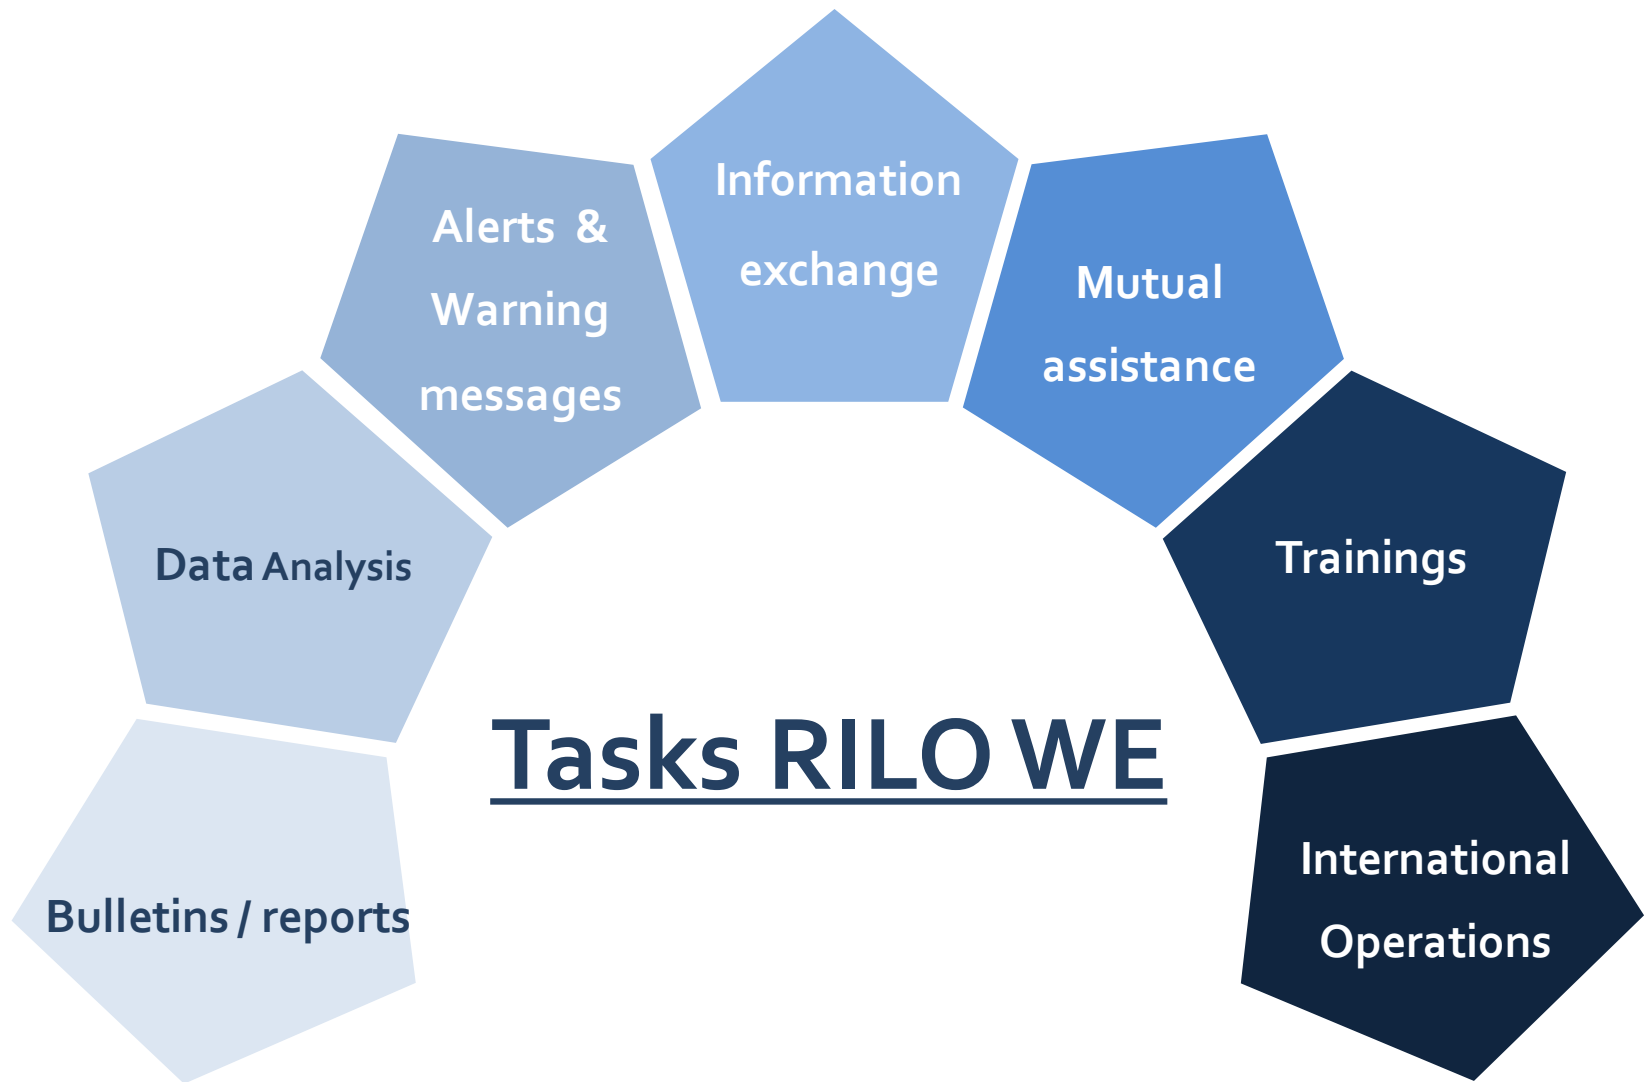 Bulletins / reports
Data Analysis
Alerts & 
Warning
messages
Information
exchange
Mutual
assistance
Trainings
International
Operations
Tasks RILO WE